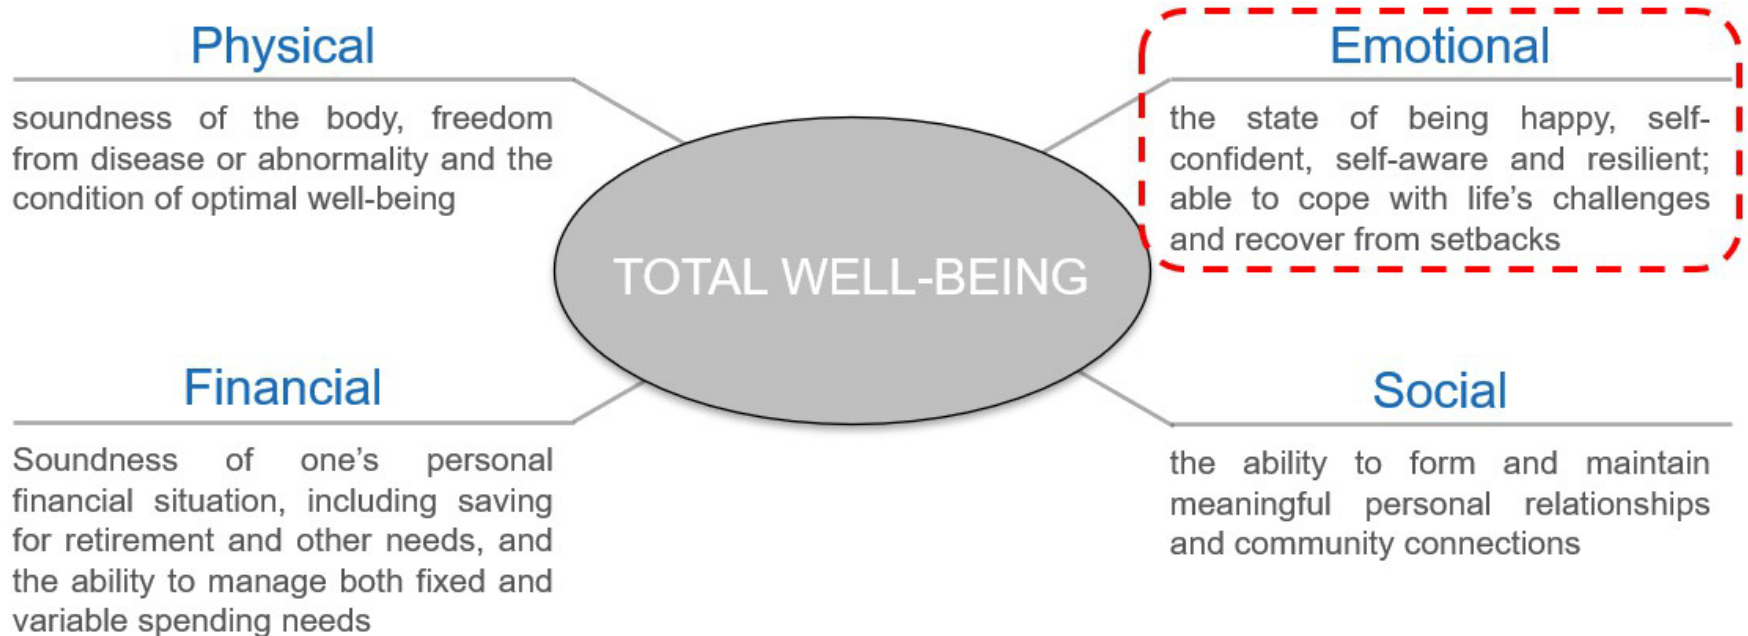 Physical
soundness of the body, freedom
from disease or abnormality and the
condition of optimal well-being
Emotional
the state of being happy, self-
confident, self-aware and resilient;
able to cope with life's challenges
and recover from setbacks
TOTAL WELL-BEING
Financial
Soundness of one's personal
financial situation, including saving
for retirement and other needs, and
the ability to manage both fixed and
variable spending needs
Social
the ability to form and maintain
meaningful personal relationships
and community connections